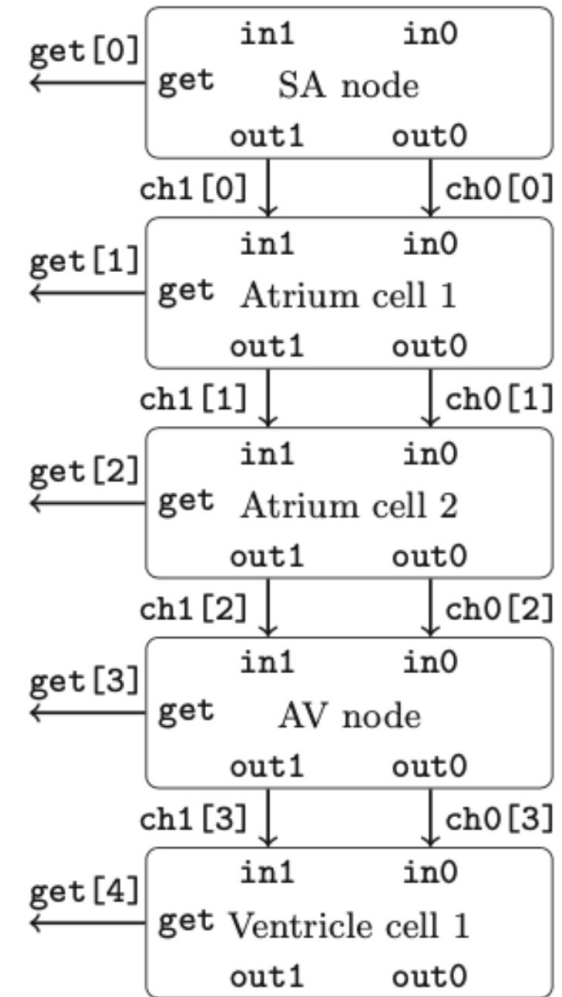 in1 in0
get[0]
get SA node
out1 out0
ch1[0] ch0[0]
in1 in0
get[1]
get Atrium cell 1
out1 out0
ch1[1] ch0[1]
in1 in0
get[2]
get Atrium cell 2
out1 out0
ch1[2] ch0[2]
in1 in0
get[3]
get AV node
out1 out0
ch1[3] ch0[3]
in1 in0
get[4]
get Ventricle cell 1
out1 out0